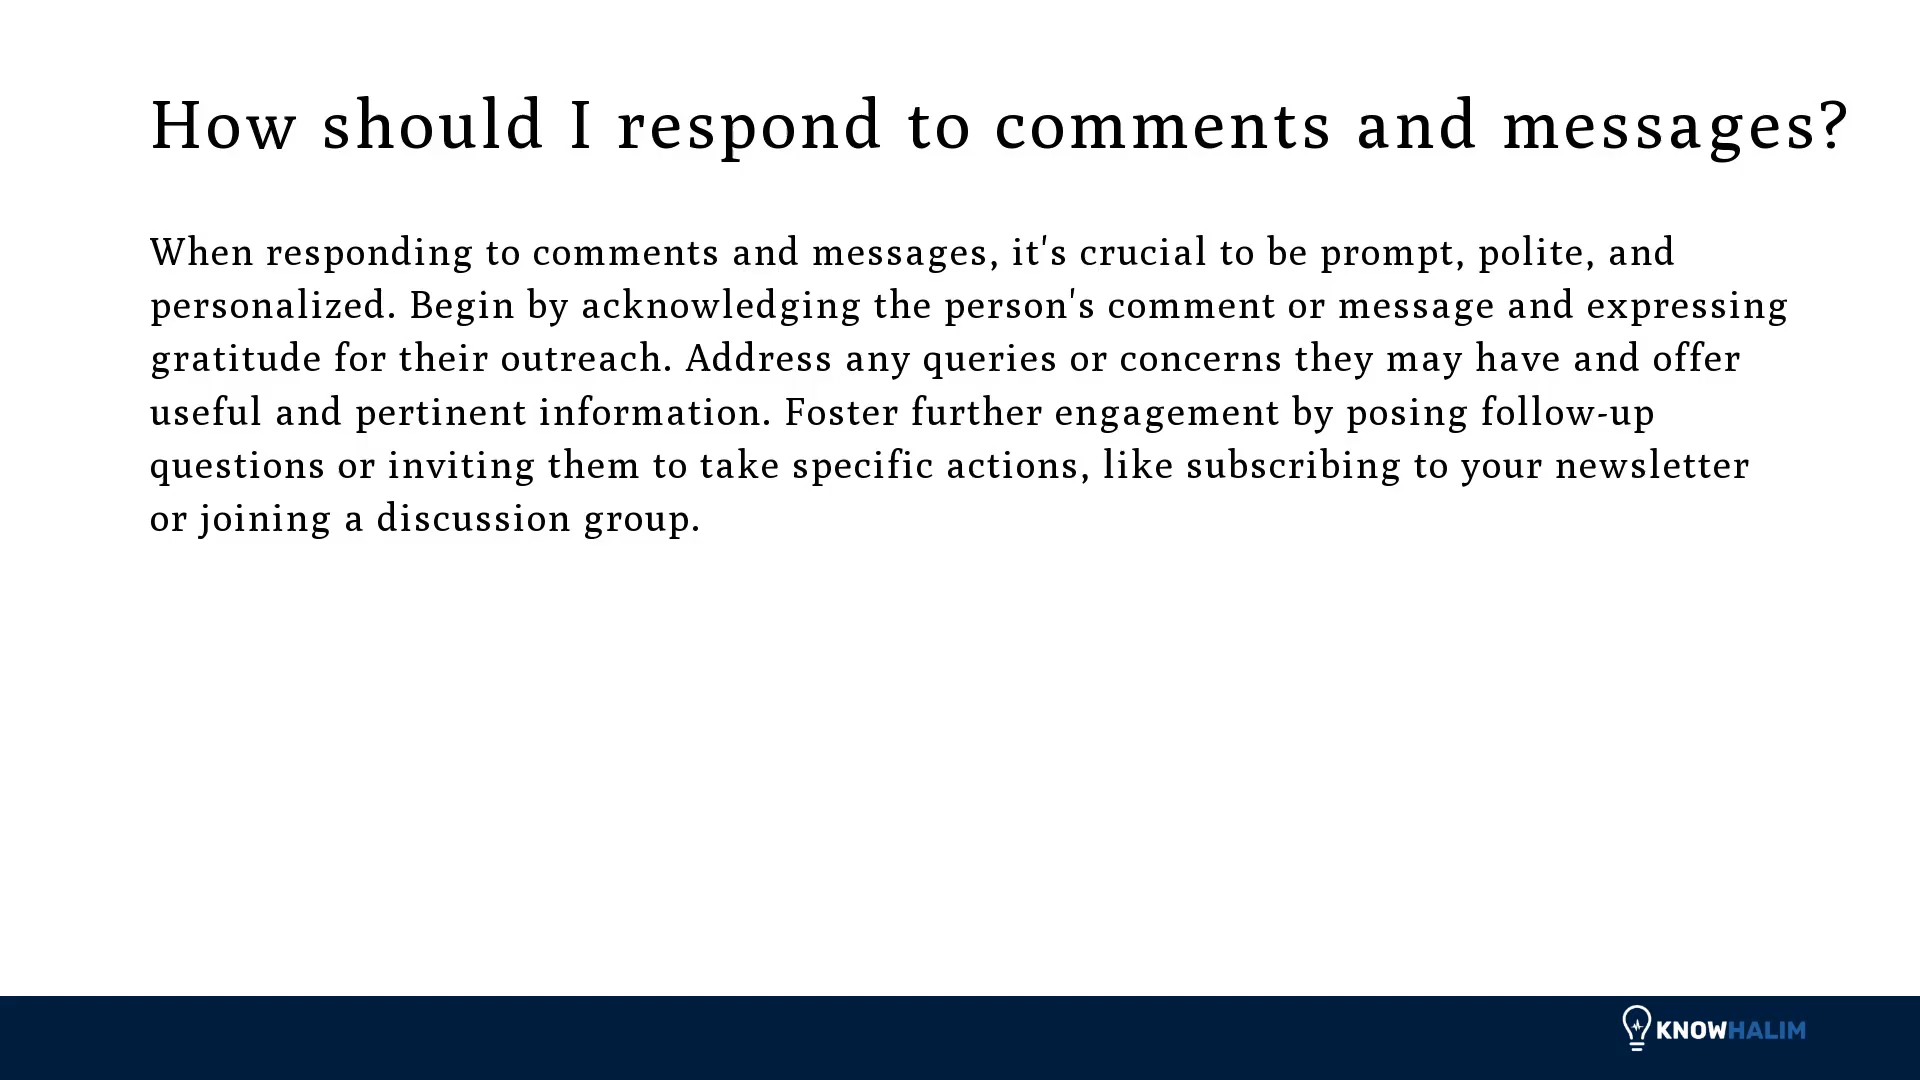 How should I respond to comments and messages?
When responding to comments and messages, it's crucial to be prompt, polite, and
personalized. Begin by acknowledging the person's comment or message and expressing
gratitude for their outreach. Address any queries or concerns they may have and offer
useful and pertinent information. Foster further engagement by posing follow-up
questions or inviting them to take specific actions, like subscribing to your newsletter
or joining a discussion group.
KNOWHALIM